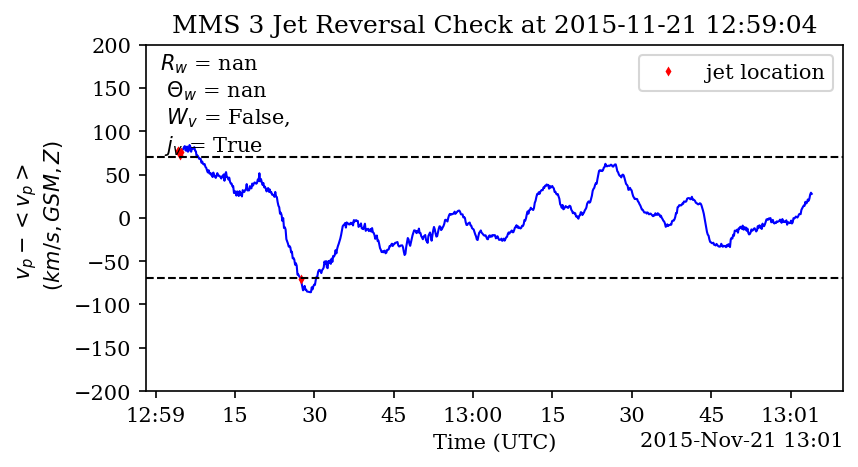 MMS 3 Jet Reversal Check at 2015-11-21 12:59:04
R_w = nan
Θ_w = nan
W_v = False,
j_w = True
jet location
v_p − <v_p>
(km/s, GSM, Z)
200
150
100
50
0
−50
−100
−150
−200
12:59 15 30 45 13:00 15 30 45 13:01
Time (UTC)
2015-Nov-21 13:01